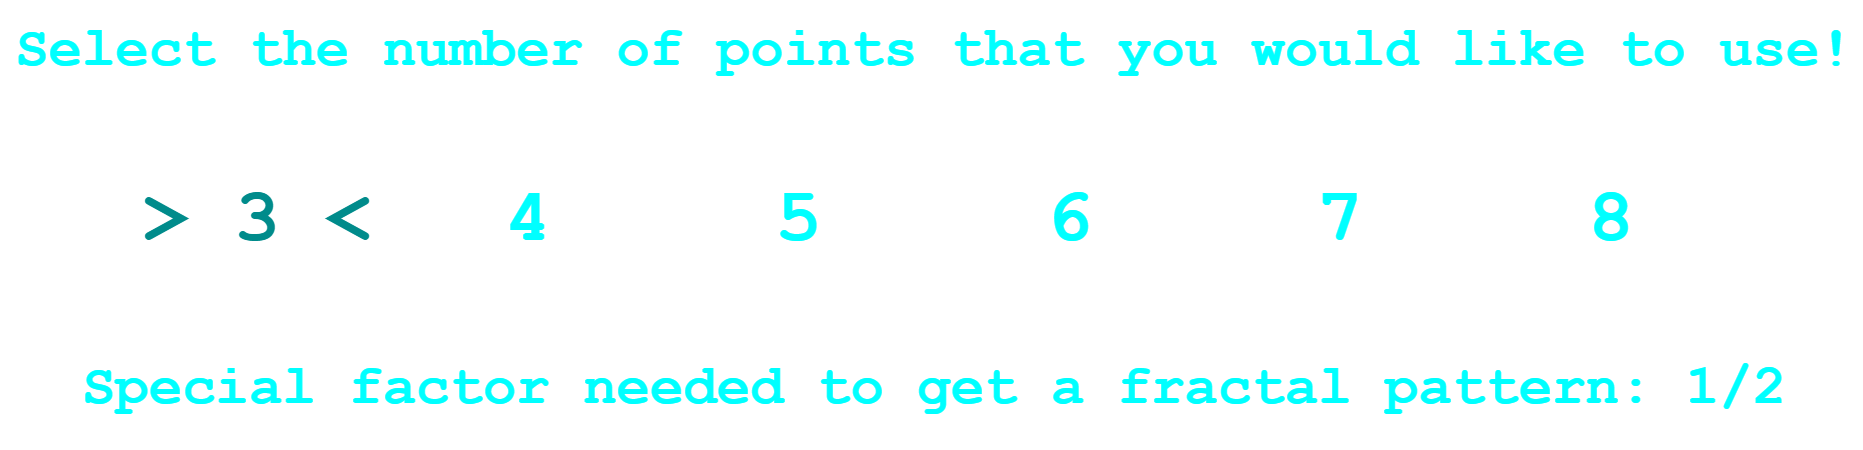 Select the number of points that you would like to use!
> 3 < 4 5 6 7 8
Special factor needed to get a fractal pattern: 1/2